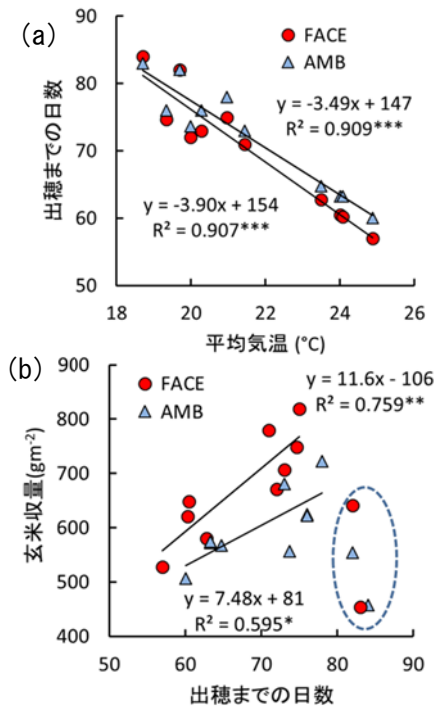 (a)
FACE
AMB
y = -3.49x + 147
R² = 0.909***
y = -3.90x + 154
R² = 0.907***
出穂までの日数
90
80
70
60
50
18
20
22
24
26
平均気温 (°C)
(b)
FACE
AMB
y = 11.6x - 106
R² = 0.759**
y = 7.48x + 81
R² = 0.595*
玄米収量(gm⁻²)
900
800
700
600
500
400
50
60
70
80
90
出穂までの日数